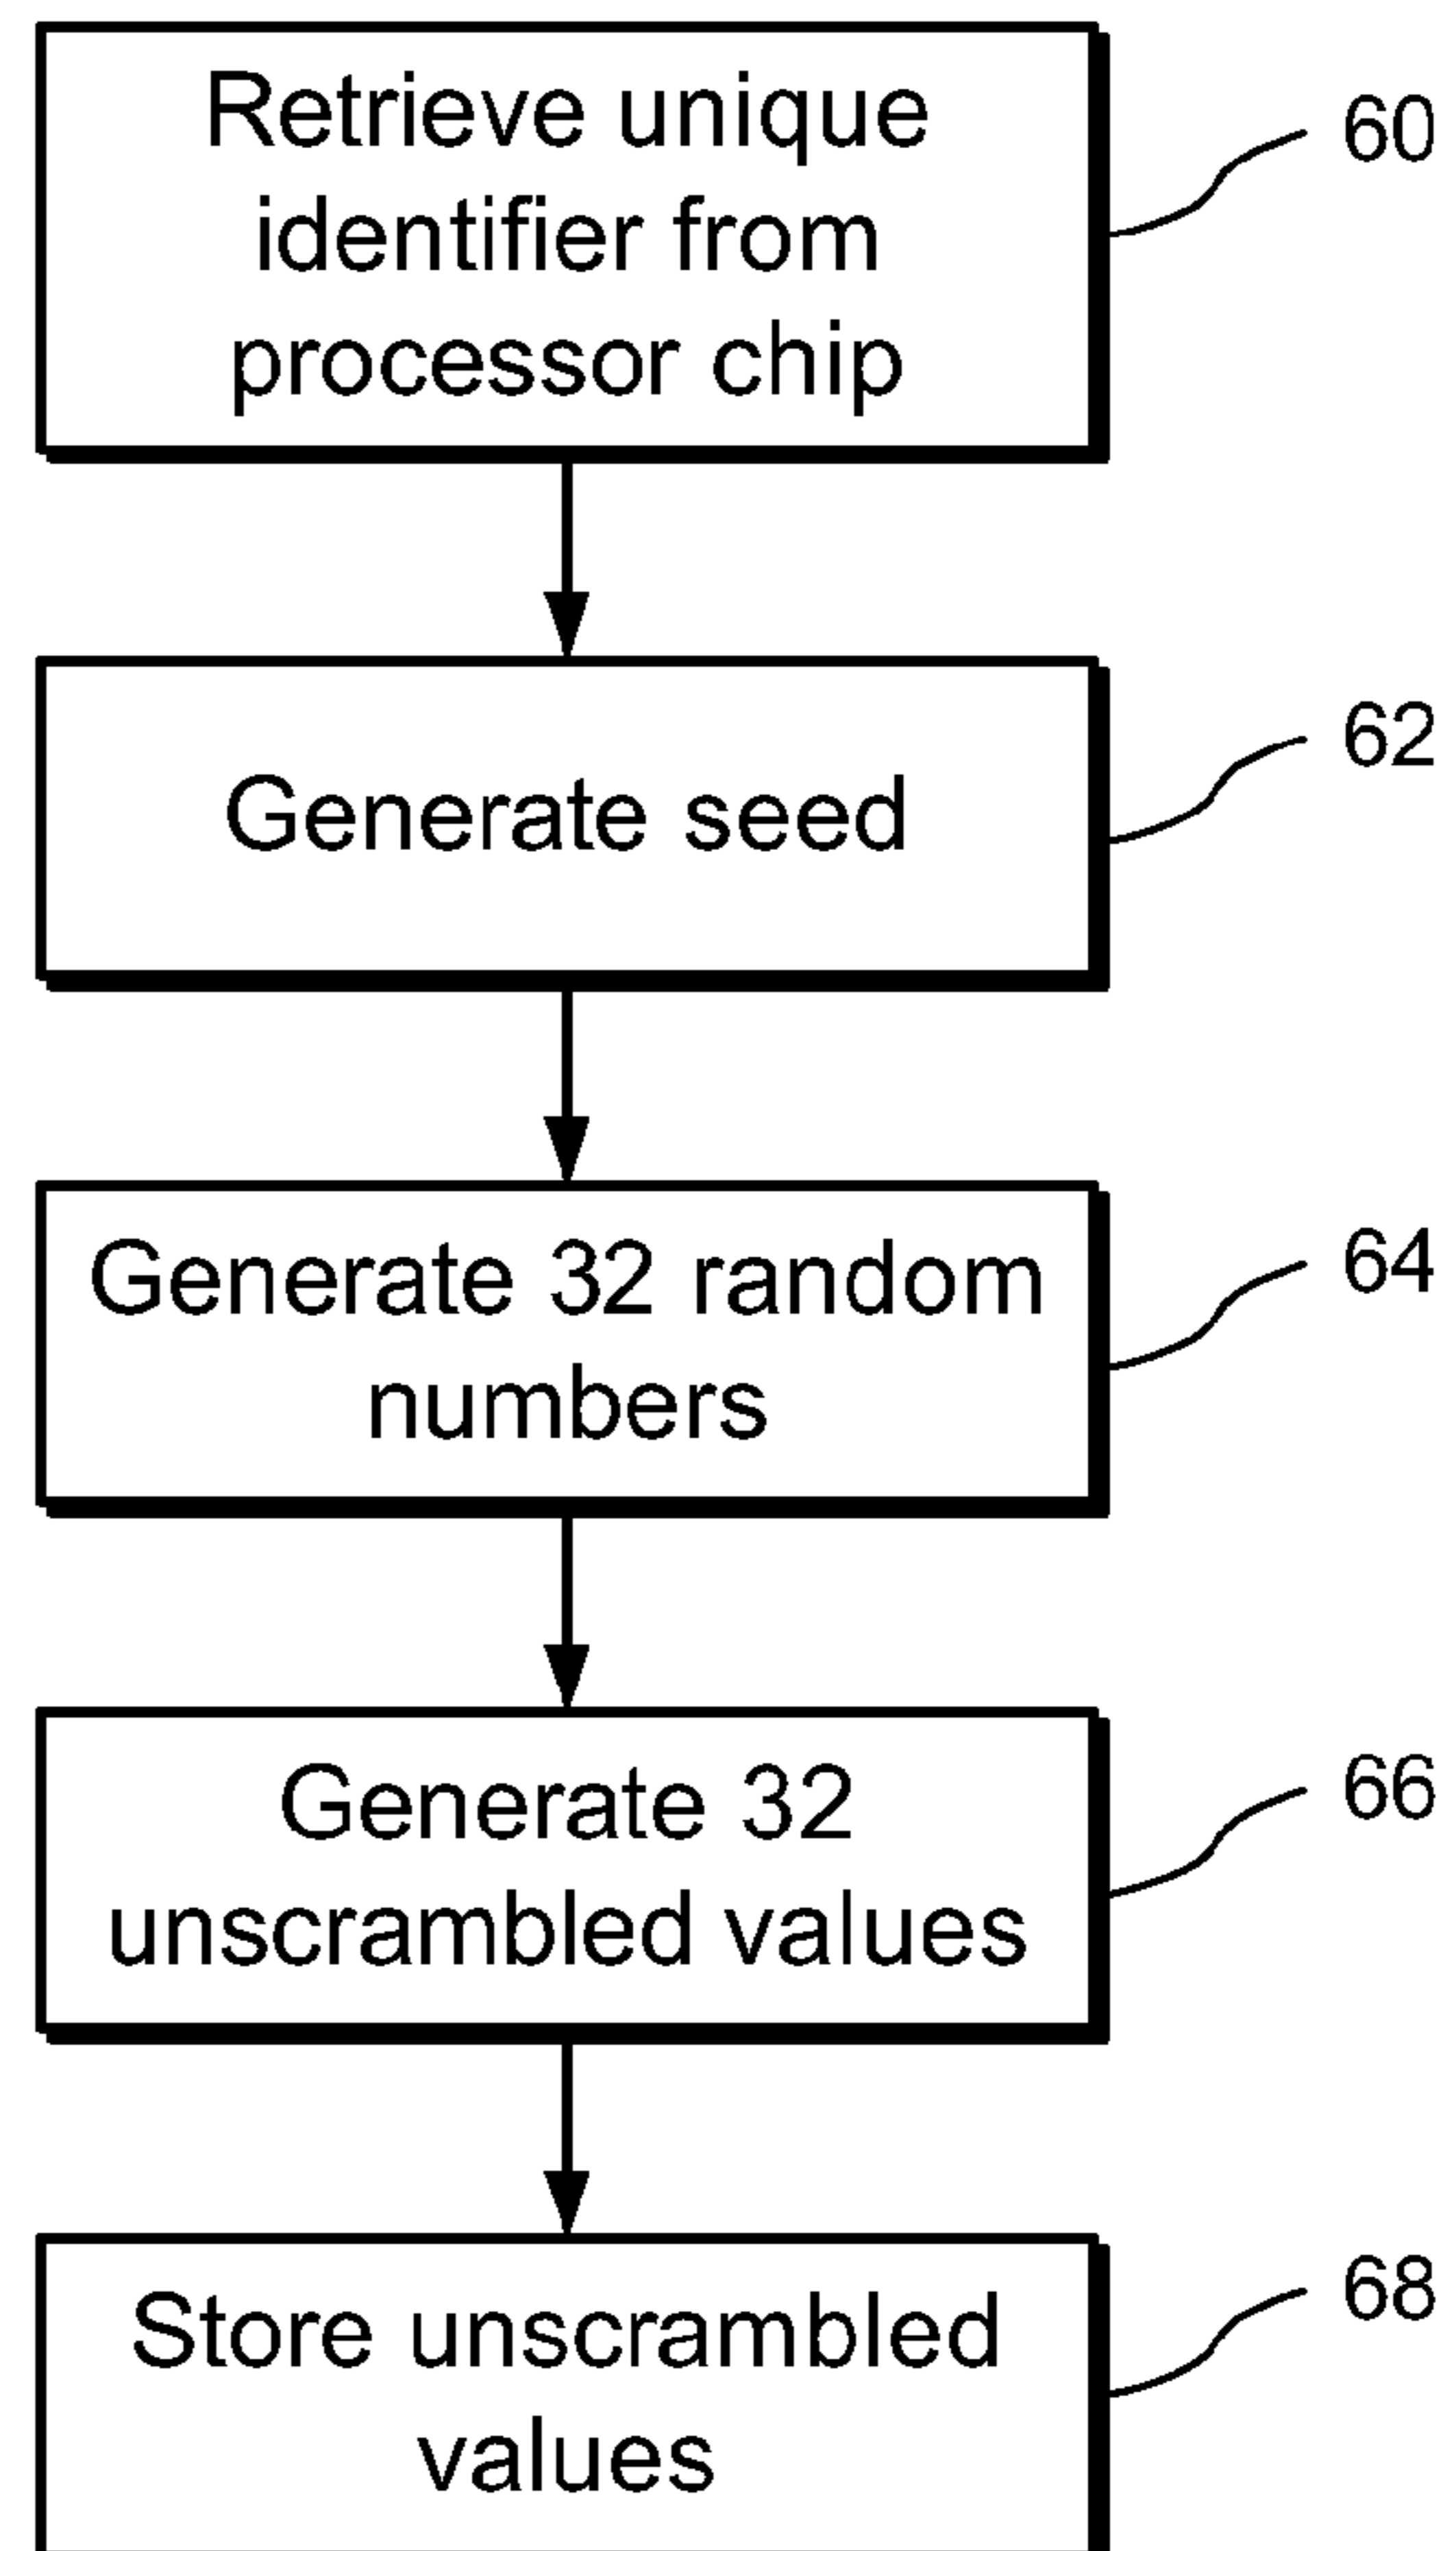 Retrieve unique
identifier from
processor chip
60
Generate seed
62
Generate 32 random
numbers
64
Generate 32
unscrambled values
66
Store unscrambled
values
68